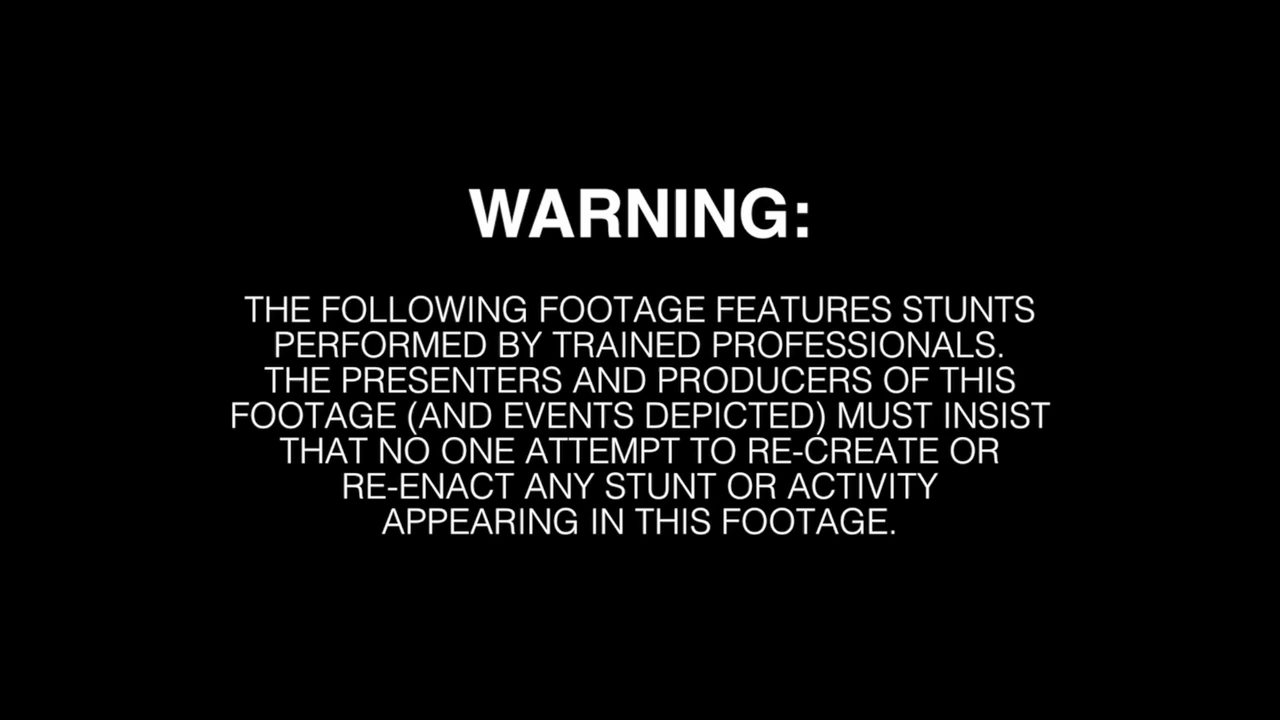 WARNING:
THE FOLLOWING FOOTAGE FEATURES STUNTS
PERFORMED BY TRAINED PROFESSIONALS.
THE PRESENTERS AND PRODUCERS OF THIS
FOOTAGE (AND EVENTS DEPICTED) MUST INSIST
THAT NO ONE ATTEMPT TO RE-CREATE OR
RE-ENACT ANY STUNT OR ACTIVITY
APPEARING IN THIS FOOTAGE.